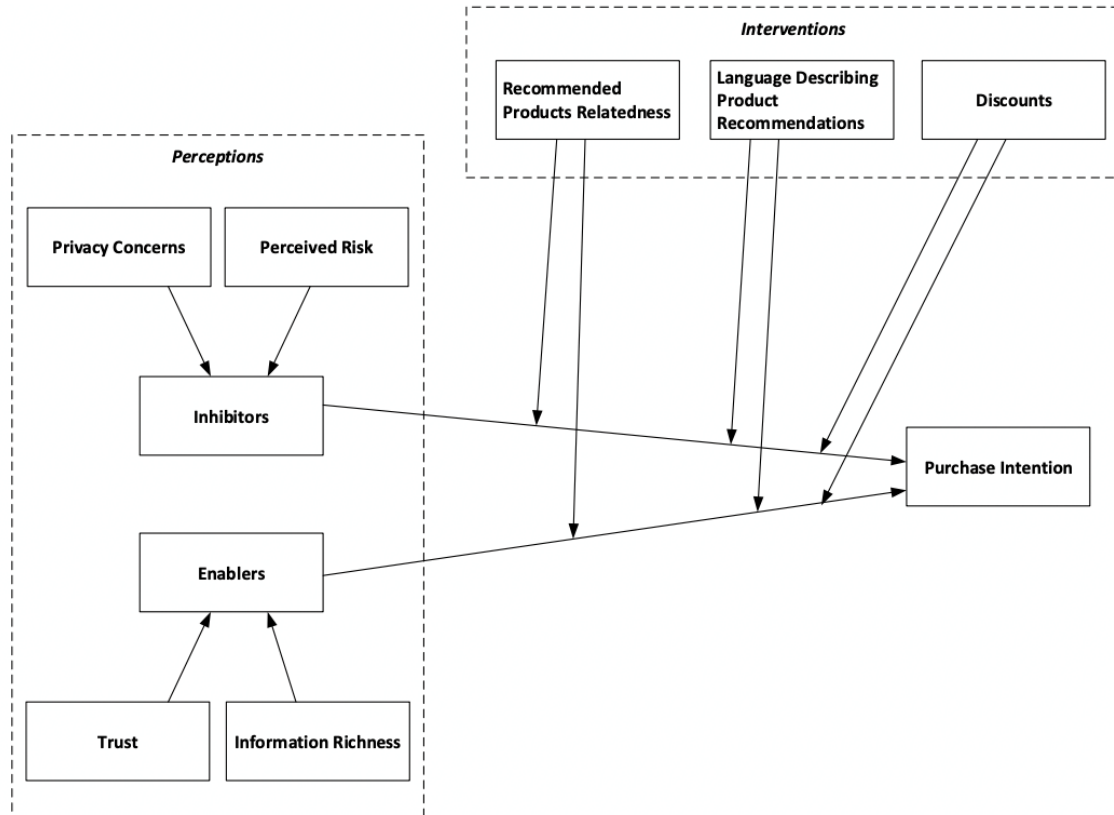 Interventions
Recommended
Products Relatedness
Language Describing
Product
Recommendations
Discounts
Perceptions
Privacy Concerns
Perceived Risk
Inhibitors
Purchase Intention
Enablers
Trust
Information Richness